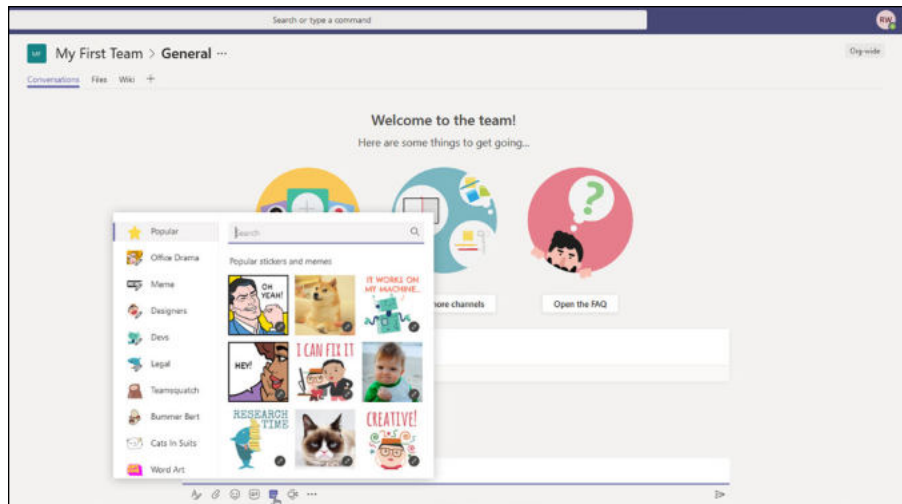 Search or type a command
RW
MF
My First Team > General ...
Org-wide
Conversations Files Wiki +
Welcome to the team!
Here are some things to get going...
Popular
Office Drama
Meme
Designers
Devs
Legal
Teamsquatch
Bummer Bert
Cats In Suits
Word Art
Search
Popular stickers and memes
OH
YEAH!
IT WORKS ON
MY MACHINE...
HEY!
I CAN FIX IT
RESEARCH
TIME
CREATIVE!
more channels
Open the FAQ
GIF